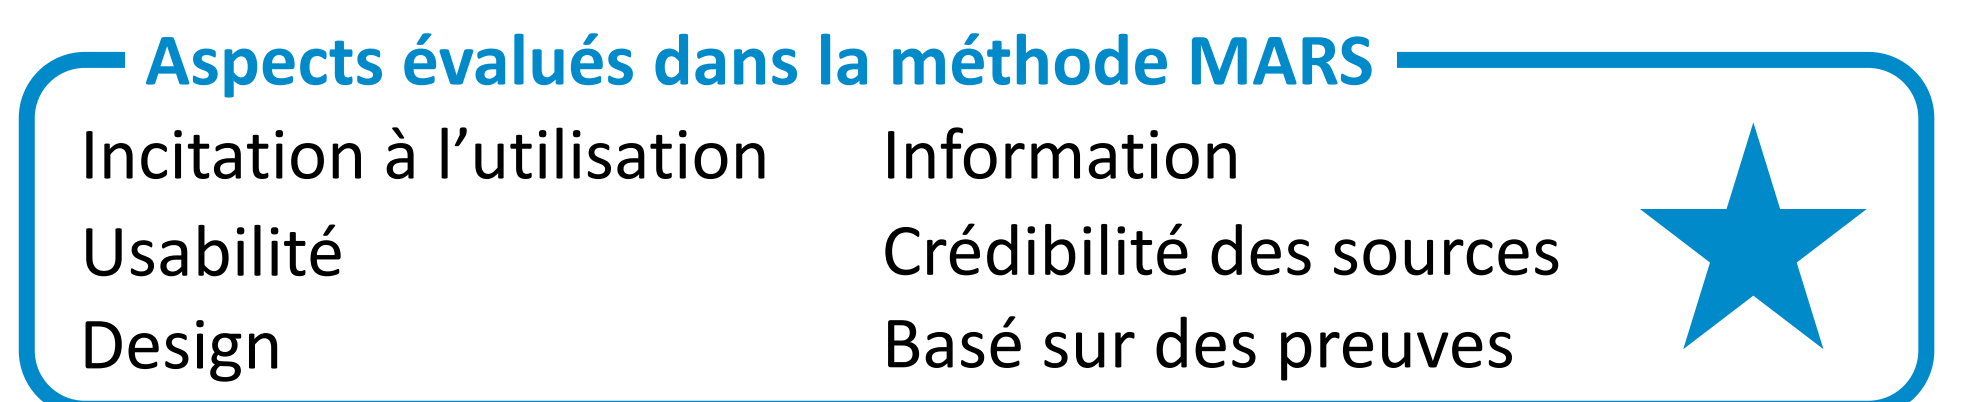 Aspects évalués dans la méthode MARS
Incitation à l’utilisation
Usabilité
Design
Information
Crédibilité des sources
Basé sur des preuves